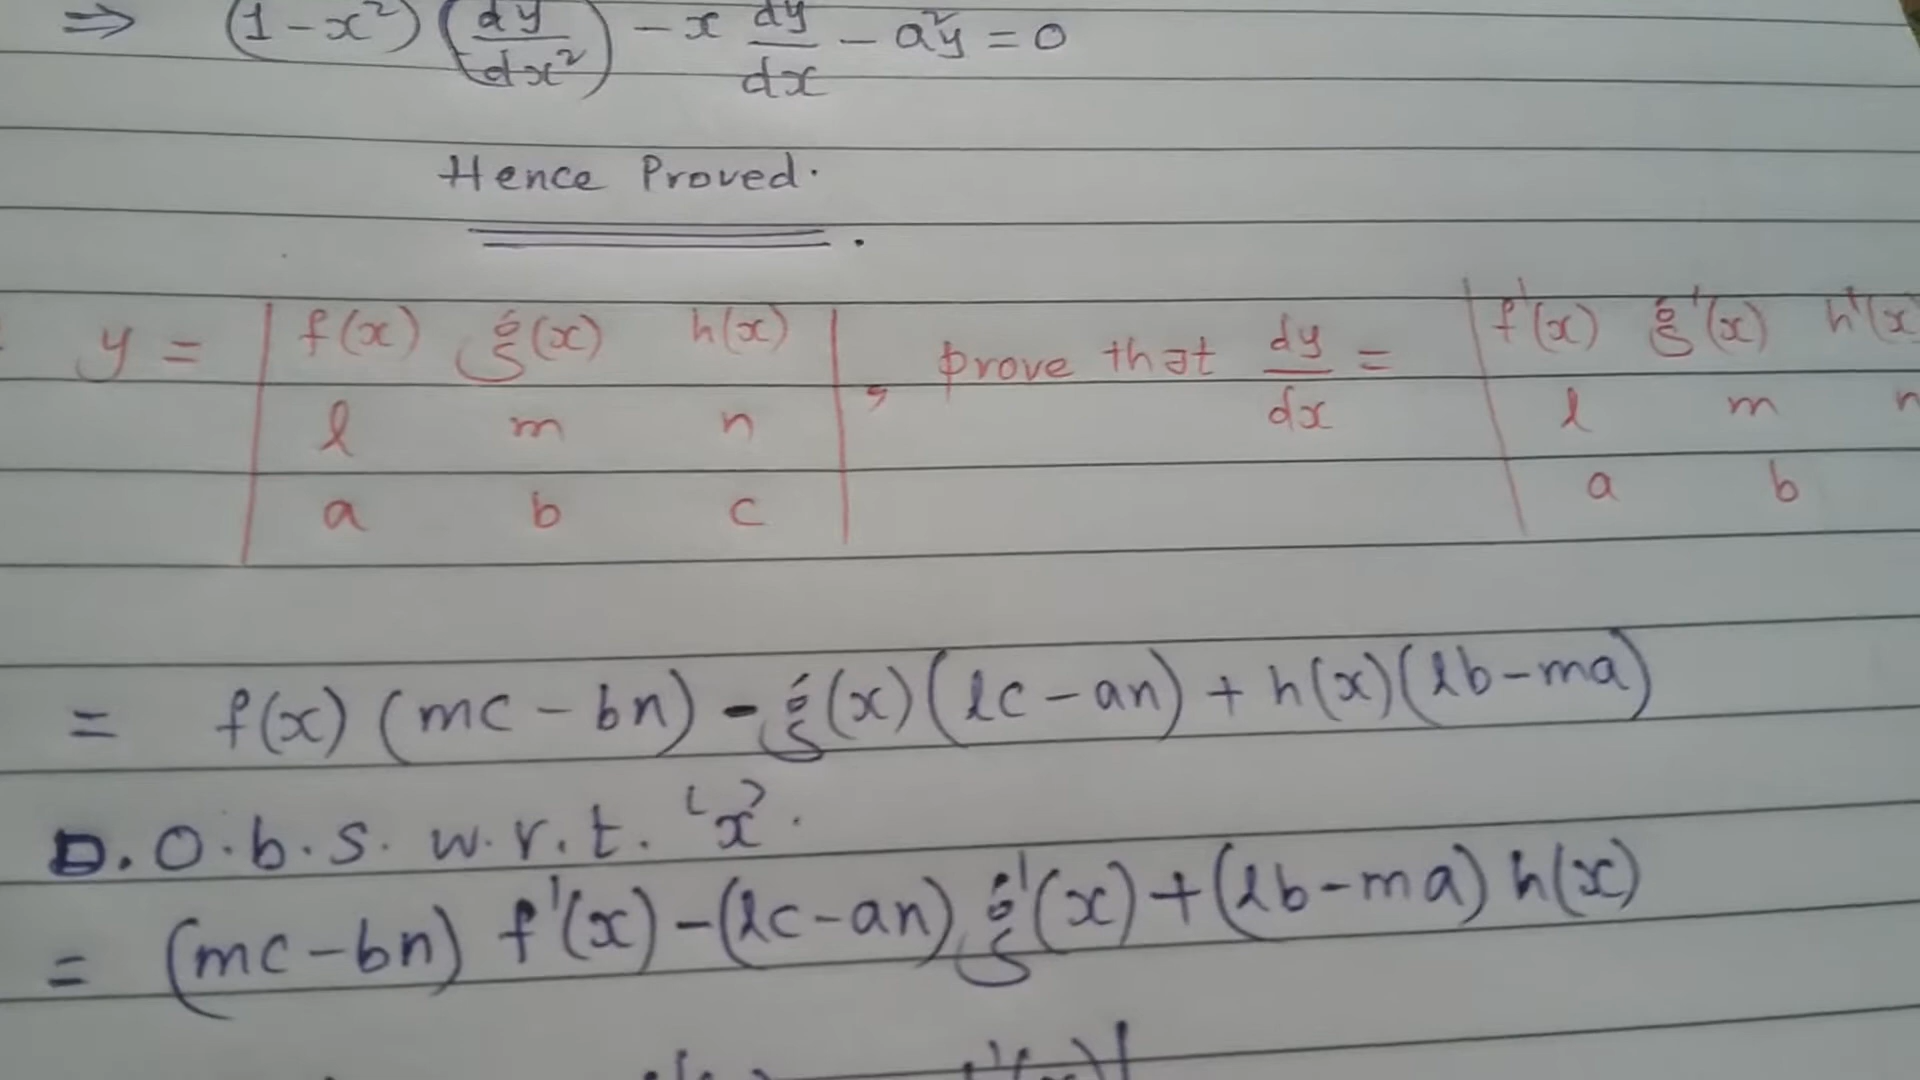 ⇒ (1-x²) (dy/dx²) - x dy/dx - a²y = 0
Hence Proved.
y = | f(x) g(x) h(x) | , prove that dy/dx = | f'(x) g'(x) h'(x)
l m n l m n
a b c a b
= f(x) (mc - bn) - g(x) (lc - an) + h(x) (lb - ma)
D.O.b.s. w.r.t. 'x'.
= (mc - bn) f'(x) - (lc - an) g'(x) + (lb - ma) h(x)